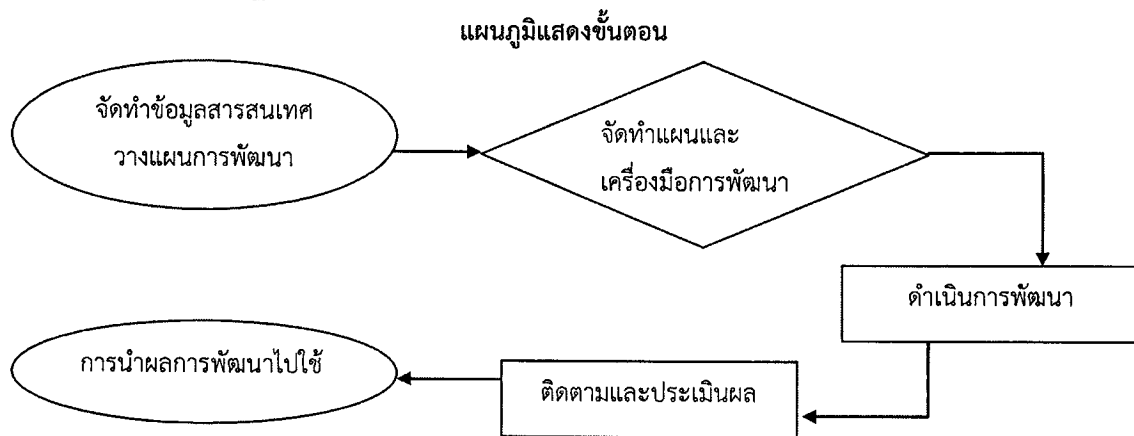 แผนภูมิแสดงขั้นตอน
จัดทำข้อมูลสารสนเทศ
วางแผนการพัฒนา
จัดทำแผนและ
เครื่องมือการพัฒนา
ดำเนินการพัฒนา
ติดตามและประเมินผล
การนำผลการพัฒนาไปใช้